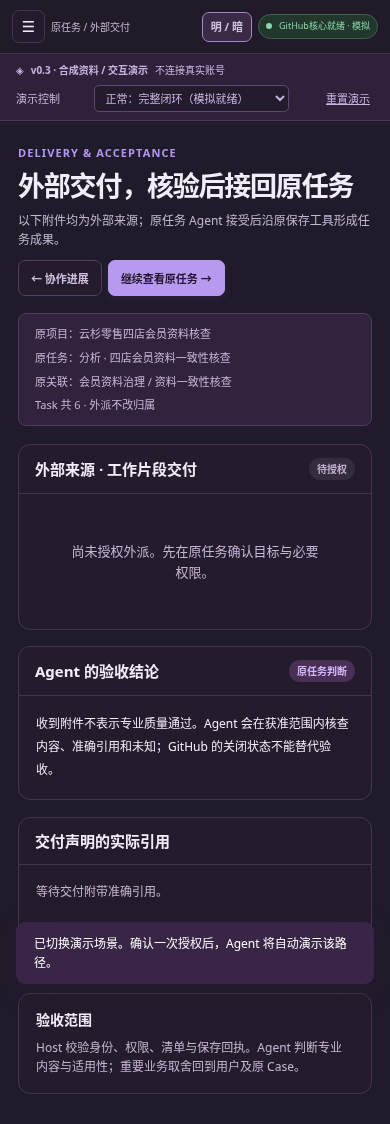 ☰ 原任务 / 外部交付 明 / 暗 GitHub核心就绪 · 模拟
◈ v0.3 · 合成资料 / 交互演示 不连接真实账号
演示控制 正常：完整闭环（模拟就绪） 重置演示
DELIVERY & ACCEPTANCE
外部交付，核验后接回原任务
以下附件均为外部来源；原任务 Agent 接受后沿原保存工具形成任
务成果。
← 协作进展 继续查看原任务 →
原项目：云杉零售四店会员资料核查
原任务：分析 · 四店会员资料一致性核查
原关联：会员资料治理 / 资料一致性核查
Task 共 6 · 外派不改归属
外部来源 · 工作片段交付 待授权
尚未授权外派。先在原任务确认目标与必要
权限。
Agent 的验收结论 原任务判断
收到附件不表示专业质量通过。Agent 会在获准范围内核查
内容、准确引用和未知；GitHub 的关闭状态不能替代验
收。
交付声明的实际引用
等待交付附带准确引用。
已切换演示场景。确认一次授权后，Agent 将自动演示该路
径。
验收范围
Host 校验身份、权限、清单与保存回执。Agent 判断专业
内容与适用性；重要业务取舍回到用户及原 Case。